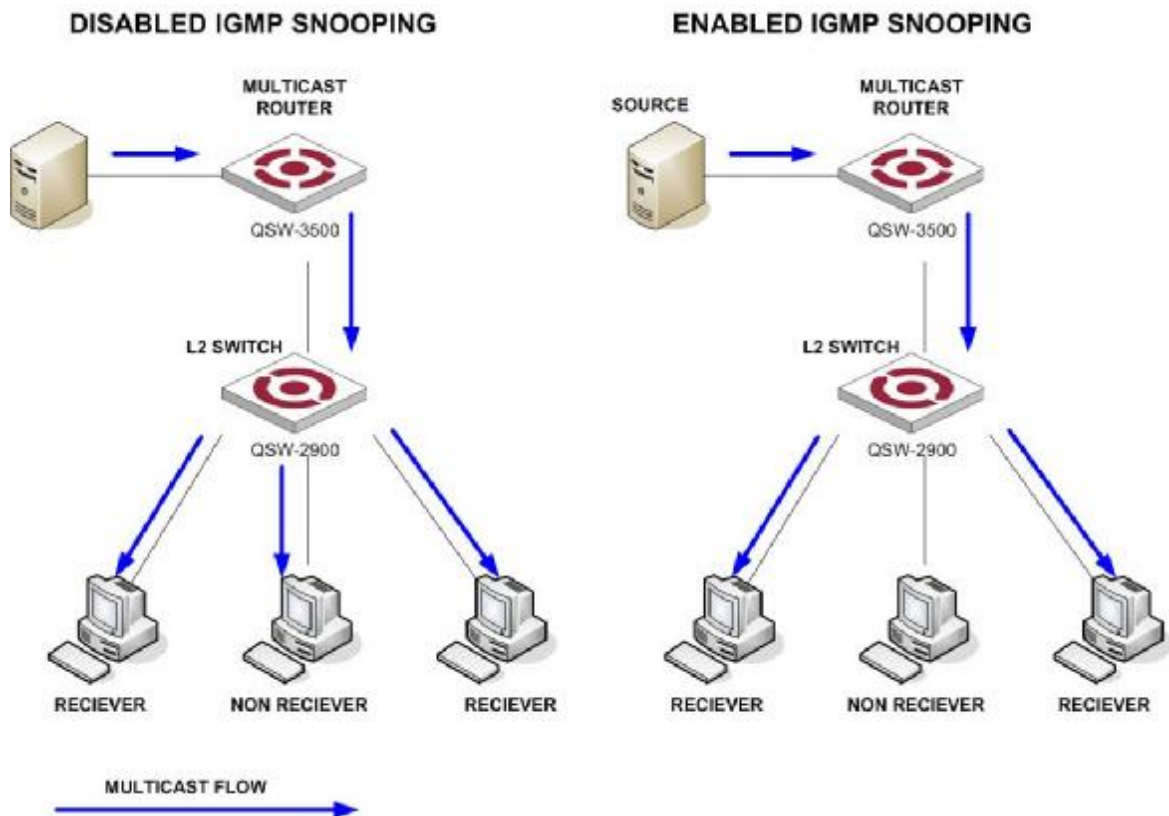 DISABLED IGMP SNOOPING
MULTICAST
ROUTER
QSW-3500
L2 SWITCH
QSW-2900
RECIEVER
NON RECIEVER
RECIEVER
MULTICAST FLOW
ENABLED IGMP SNOOPING
SOURCE
MULTICAST
ROUTER
QSW-3500
L2 SWITCH
QSW-2900
RECIEVER
NON RECIEVER
RECIEVER